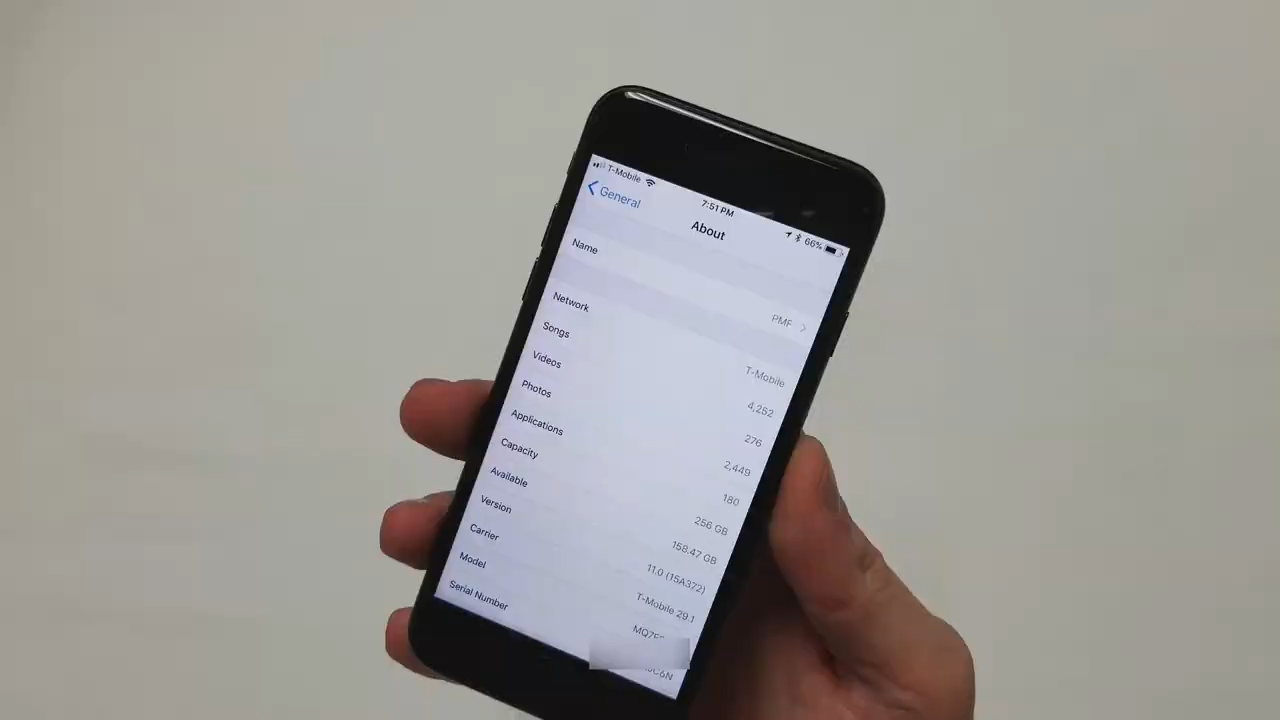 T-Mobile
7:51 PM
66%
General
About
Name PMF
Network T-Mobile
Songs 4,252
Videos 276
Photos 2,449
Applications 180
Capacity 256 GB
Available 158.47 GB
Version 11.0 (15A372)
Carrier T-Mobile 29.1
Model
Serial Number